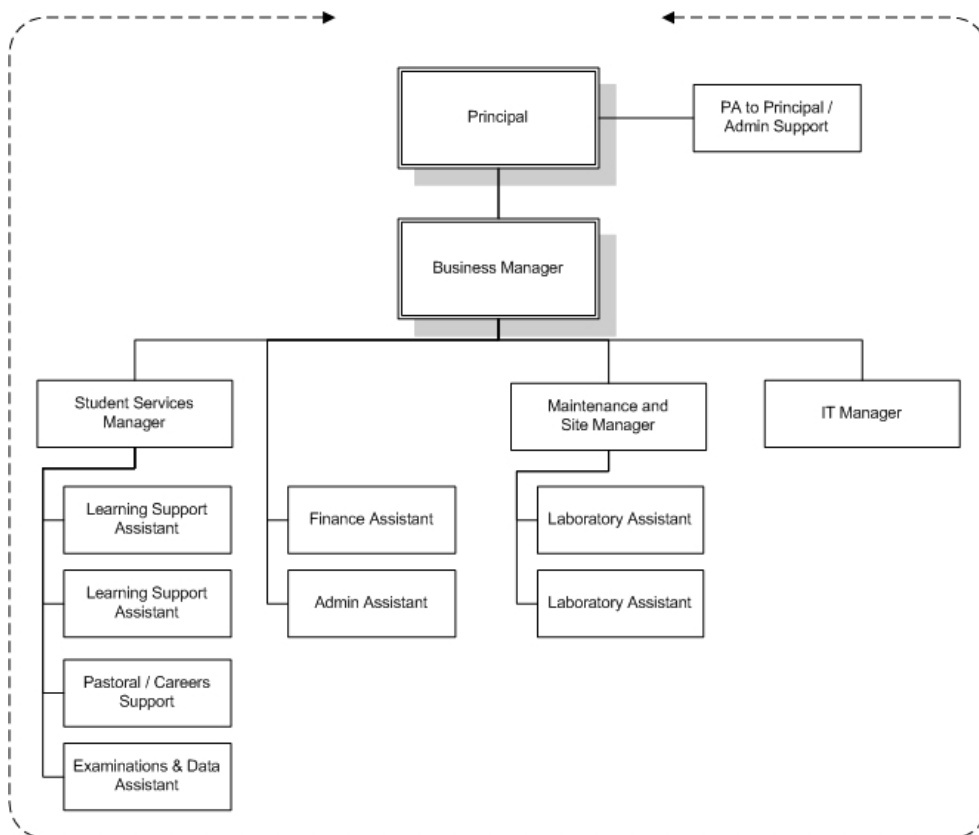 Principal
PA to Principal /
Admin Support
Business Manager
Student Services
Manager
Maintenance and
Site Manager
IT Manager
Learning Support
Assistant
Finance Assistant
Laboratory Assistant
Learning Support
Assistant
Admin Assistant
Laboratory Assistant
Pastoral / Careers
Support
Examinations & Data
Assistant